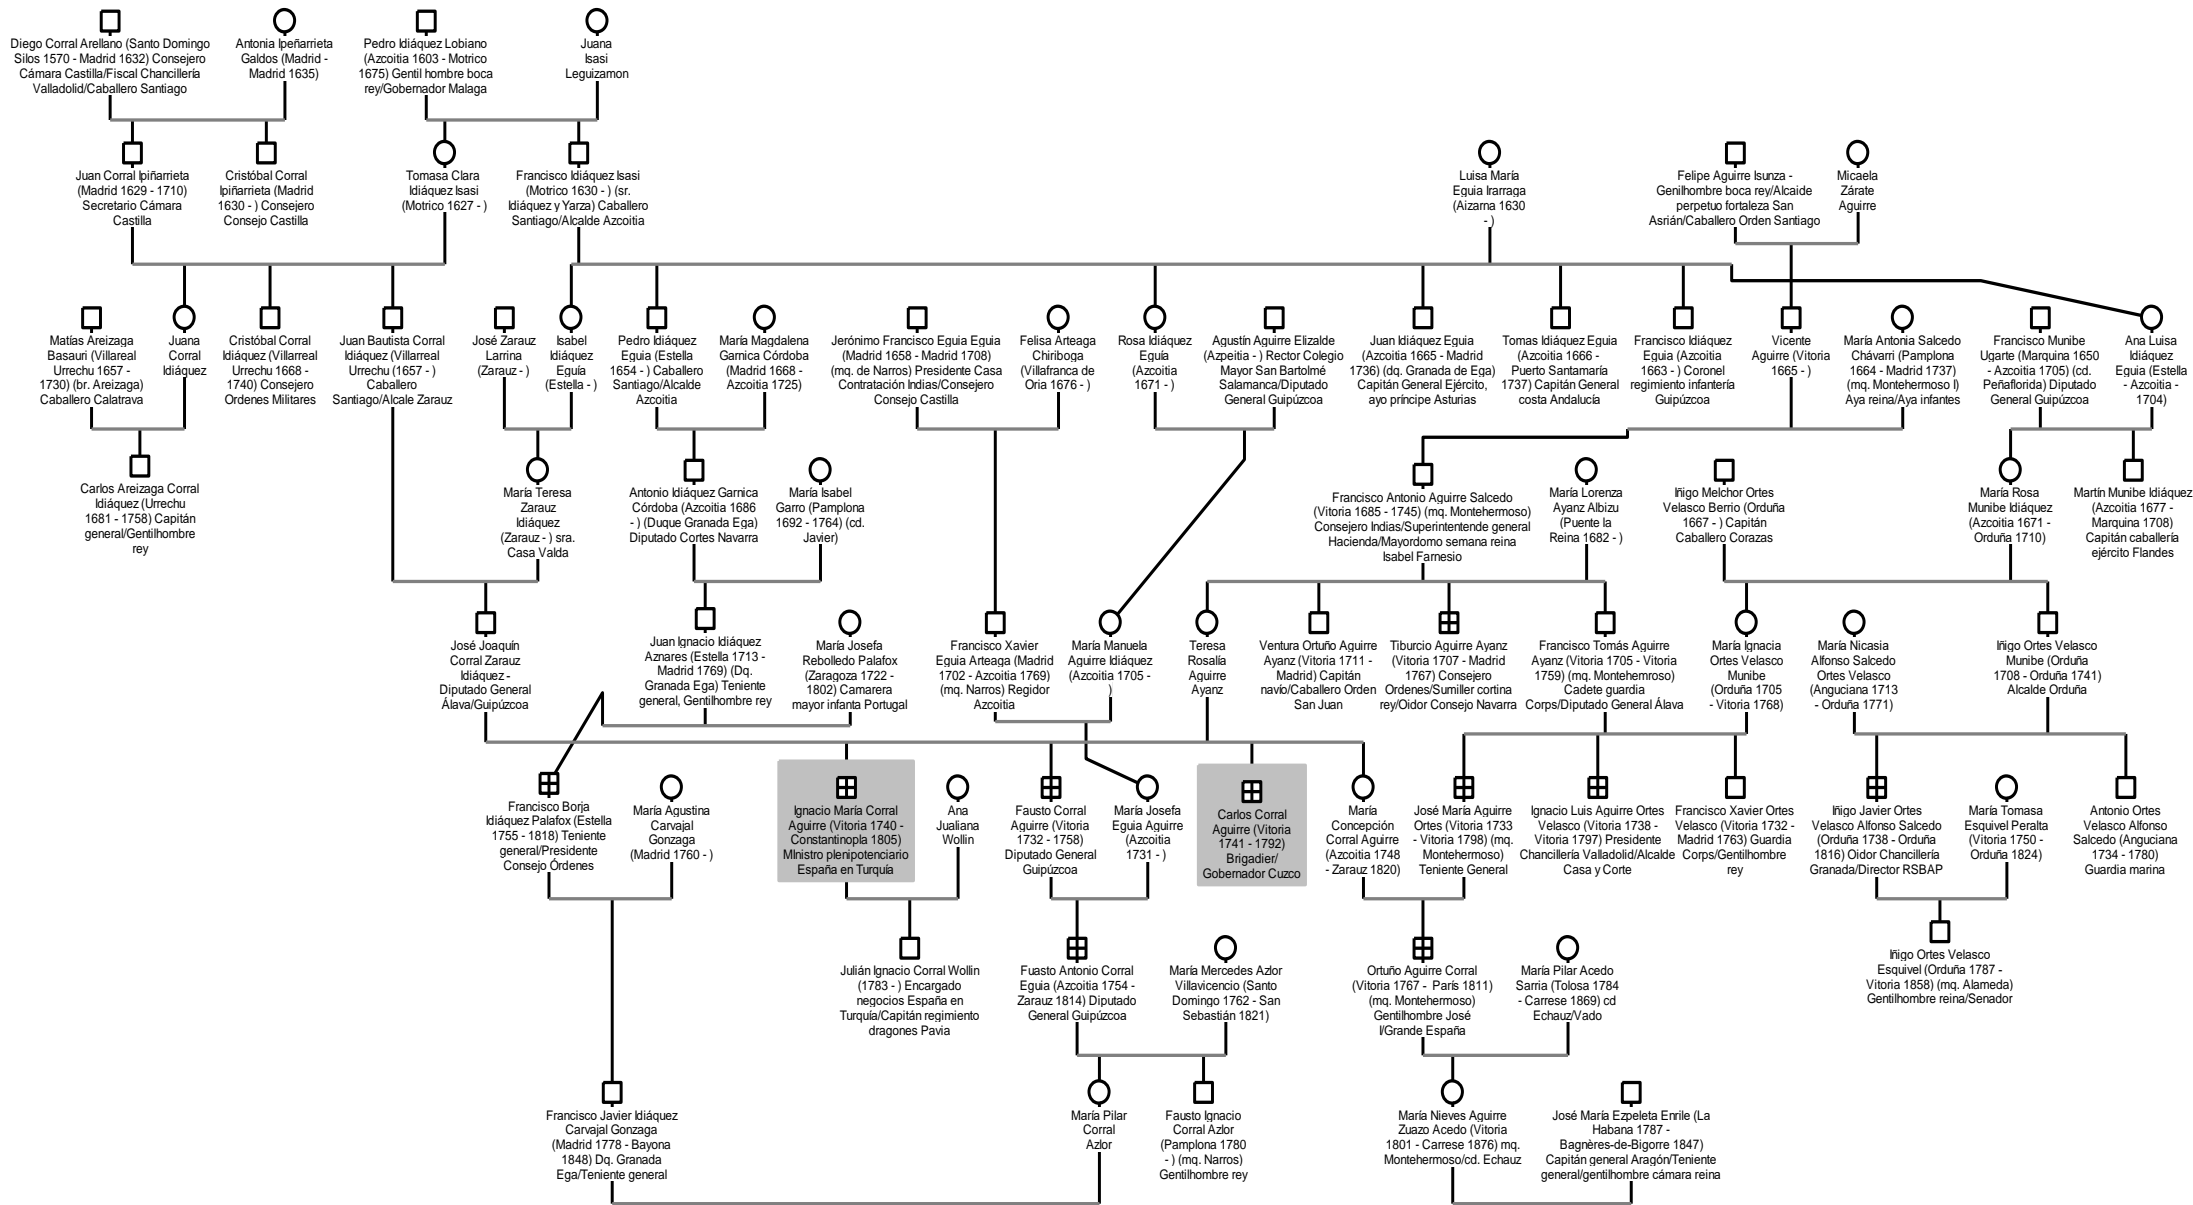 Diego Corral Arellano (Santo Domingo
Silos 1570 - Madrid 1632) Consejero
Cámara Castilla/Fiscal Chancillería
Valladolid/Caballero Santiago
Antonia Ipeñarrieta
Galdos (Madrid -
Madrid 1635)
Pedro Idiáquez Lobiano
(Azcoitia 1603 - Motrico
1675) Gentil hombre boca
rey/Gobernador Malaga
Juana
Isasi
Leguizamon
Juan Corral Ipiñarrieta
(Madrid 1629 - 1710)
Secretario Cámara
Castilla
Cristóbal Corral
Ipiñarrieta (Madrid
1630 - ) Consejero
Consejo Castilla
Tomasa Clara
Idiáquez Isasi
(Motrico 1627 - )
Francisco Idiáquez Isasi
(Motrico 1630 - ) (sr.
Idiáquez y Yarza) Caballero
Santiago/Alcalde Azcoitia
Luisa María
Eguia Irarraga
(Aizarna 1630
- )
Felipe Aguirre Isunza -
Genilhombre boca rey/Alcaide
perpetuo fortaleza San
Asrián/Caballero Orden Santiago
Micaela
Zárate
Aguirre
Matías Areizaga
Basauri (Villareal
Urrechu 1657 -
1730) (br. Areizaga)
Caballero Calatrava
Juana
Corral
Idiáquez
Cristóbal Corral
Idiáquez (Villarreal
Urrechu 1668 -
1740) Consejero
Ordenes Militares
Juan Bautista Corral
Idiáquez (Villarreal
Urrechu (1657 - )
Caballero
Santiago/Alcale Zarauz
José Zarauz
Larrina
(Zarauz - )
Isabel
Idiáquez
Eguía
(Estella - )
Pedro Idiáquez
Eguia (Estella
1654 - ) Caballero
Santiago/Alcalde
Azcoitia
María Magdalena
Garnica Córdoba
(Madrid 1668 -
Azcoitia 1725)
Jerónimo Francisco Eguia Eguia
(Madrid 1658 - Madrid 1708)
(mq. de Narros) Presidente Casa
Contratación Indias/Consejero
Consejo Castilla
Felisa Arteaga
Chiriboga
(Villafranca de
Oria 1676 - )
Rosa Idiáquez
Eguía
(Azcoitia
1671 - )
Agustín Aguirre Elizalde
(Azpeitia - ) Rector Colegio
Mayor San Bartolmé
Salamanca/Diputado
General Guipúzcoa
Juan Idiáquez Eguia
(Azcoitia 1665 - Madrid
1736) (dq. Granada de Ega)
Capitán General Ejército,
ayo príncipe Asturias
Tomas Idiáquez Eguia
(Azcoitia 1666 -
Puerto Santamaría
1737) Capitán General
costa Andalucía
Francisco Idiáquez
Eguia (Azcoitia
1663 - ) Coronel
regimiento infantería
Guipúzcoa
Vicente
Aguirre (Vitoria
1665 - )
María Antonia Salcedo
Chávarri (Pamplona
1664 - Madrid 1737)
(mq. Montehermoso I)
Aya reina/Aya infantes
Francisco Munibe
Ugarte (Marquina 1650
- Azcoitia 1705) (cd.
Peñaflorida) Diputado
General Guipúzcoa
Ana Luisa
Idiáquez
Eguia (Estella
- Azcoitia -
1704)
Carlos Areizaga Corral
Idiáquez (Urrechu
1681 - 1758) Capitán
general/Gentilhombre
rey
María Teresa
Zarauz
Idiáquez
(Zarauz - ) sra.
Casa Valda
Antonio Idiáquez Garnica
Córdoba (Azcoitia 1686
- ) (Duque Granada Ega)
Diputado Cortes Navarra
María Isabel
Garro (Pamplona
1692 - 1764) (cd.
Javier)
Francisco Antonio Aguirre Salcedo
(Vitoria 1685 - 1745) (mq. Montehermoso)
Consejero Indias/Superintendente general
Hacienda/Mayordomo semana reina
Isabel Farnesio
María Lorenza
Ayanz Albizu
(Puente la
Reina 1682 - )
Iñigo Melchor Ortes
Velasco Berrio (Orduña
1667 - ) Capitán
Caballero Corazas
María Rosa
Munibe Idiáquez
(Azcoitia 1671 -
Orduña 1710)
Martín Munibe Idiáquez
(Azcoitia 1677 -
Marquina 1708)
Capitán caballería
ejército Flandes
José Joaquín
Corral Zarauz
Idiáquez -
Diputado General
Álava/Guipúzcoa
Juan Ignacio Idiáquez
Aznares (Estella 1713 -
Madrid 1769) (Dq.
Granada Ega) Teniente
general, Gentilhombre rey
María Josefa
Rebolledo Palafox
(Zaragoza 1722 -
1802) Camarera
mayor infanta Portugal
Francisco Xavier
Eguia Arteaga (Madrid
1702 - Azcoitia 1769)
(mq. Narros) Regidor
Azcoitia
María Manuela
Aguirre Idiáquez
(Azcoitia 1705 -
)
Teresa
Rosalía
Aguirre
Ayanz
Ventura Ortuño Aguirre
Ayanz (Vitoria 1711 -
Madrid) Capitán
navío/Caballero Orden
San Juan
Tiburcio Aguirre Ayanz
(Vitoria 1707 - Madrid
1767) Consejero
Ordenes/Sumiller cortina
rey/Oidor Consejo Navarra
Francisco Tomás Aguirre
Ayanz (Vitoria 1705 - Vitoria
1759) (mq. Montehemroso)
Cadete guardia
Corps/Diputado General Álava
María Ignacia
Ortes Velasco
Munibe
(Orduña 1705
- Vitoria 1768)
María Nicasia
Alfonso Salcedo
Ortes Velasco
(Anguciana 1713
- Orduña 1771)
Iñigo Ortes Velasco
Munibe (Orduña
1708 - Orduña 1741)
Alcalde Orduña
Francisco Borja
Idiáquez Palafox (Estella
1755 - 1818) Teniente
general/Presidente
Consejo Órdenes
María Agustina
Carvajal
Gonzaga
(Madrid 1760 - )
Ignacio María Corral
Aguirre (Vitoria 1740 -
Constantinopla 1805)
MInistro plenipotenciario
España en Turquía
Ana
Jualiana
Wollin
Fausto Corral
Aguirre (Vitoria
1732 - 1758)
Diputado General
Guipúzcoa
María Josefa
Eguia Aguirre
(Azcoitia
1731 - )
Carlos Corral
Aguirre (Vitoria
1741 - 1792)
Brigadier/
Gobernador Cuzco
María
Concepción
Corral Aguirre
(Azcoitia 1748
- Zarauz 1820)
José María Aguirre
Ortes (Vitoria 1733
- Vitoria 1798) (mq.
Montehermoso)
Teniente General
Ignacio Luis Aguirre Ortes
Velasco (Vitoria 1738 -
Vitoria 1797) Presidente
Chancillería Valladolid/Alcalde
Casa y Corte
Francisco Xavier Ortes
Velasco (Vitoria 1732 -
Madrid 1763) Guardia
Corps/Gentilhombre
rey
Iñigo Javier Ortes
Velasco Alfonso Salcedo
(Orduña 1738 - Orduña
1816) Oidor Chancillería
Granada/Director RSBAP
María Tomasa
Esquivel Peralta
(Vitoria 1750 -
Orduña 1824)
Antonio Ortes
Velasco Alfonso
Salcedo (Anguciana
1734 - 1780)
Guardia marina
Julián Ignacio Corral Wollin
(1783 - ) Encargado
negocios España en
Turquía/Capitán regimiento
dragones Pavia
Fuasto Antonio Corral
Eguia (Azcoitia 1754 -
Zarauz 1814) Diputado
General Guipúzcoa
María Mercedes Azlor
Villavicencio (Santo
Domingo 1762 - San
Sebastián 1821)
Ortuño Aguirre Corral
(Vitoria 1767 - París 1811)
(mq. Montehermoso)
Gentilhombre José
I/Grande España
María Pilar Acedo
Sarria (Tolosa 1784
- Carrese 1869) cd
Echauz/Vado
Iñigo Ortes Velasco
Esquivel (Orduña 1787 -
Vitoria 1858) (mq. Alameda)
Gentilhombre reina/Senador
Francisco Javier Idiáquez
Carvajal Gonzaga
(Madrid 1778 - Bayona
1848) Dq. Granada
Ega/Teniente general
María Pilar
Corral
Azlor
Fausto Ignacio
Corral Azlor
(Pamplona 1780
- ) (mq. Narros)
Gentilhombre rey
María Nieves Aguirre
Zuazo Acedo (Vitoria
1801 - Carrese 1876) mq.
Montehermoso/cd. Echauz
José María Ezpeleta Enrile (La
Habana 1787 -
Bagnères-de-Bigorre 1847)
Capitán general Aragón/Teniente
general/gentilhombre cámara reina